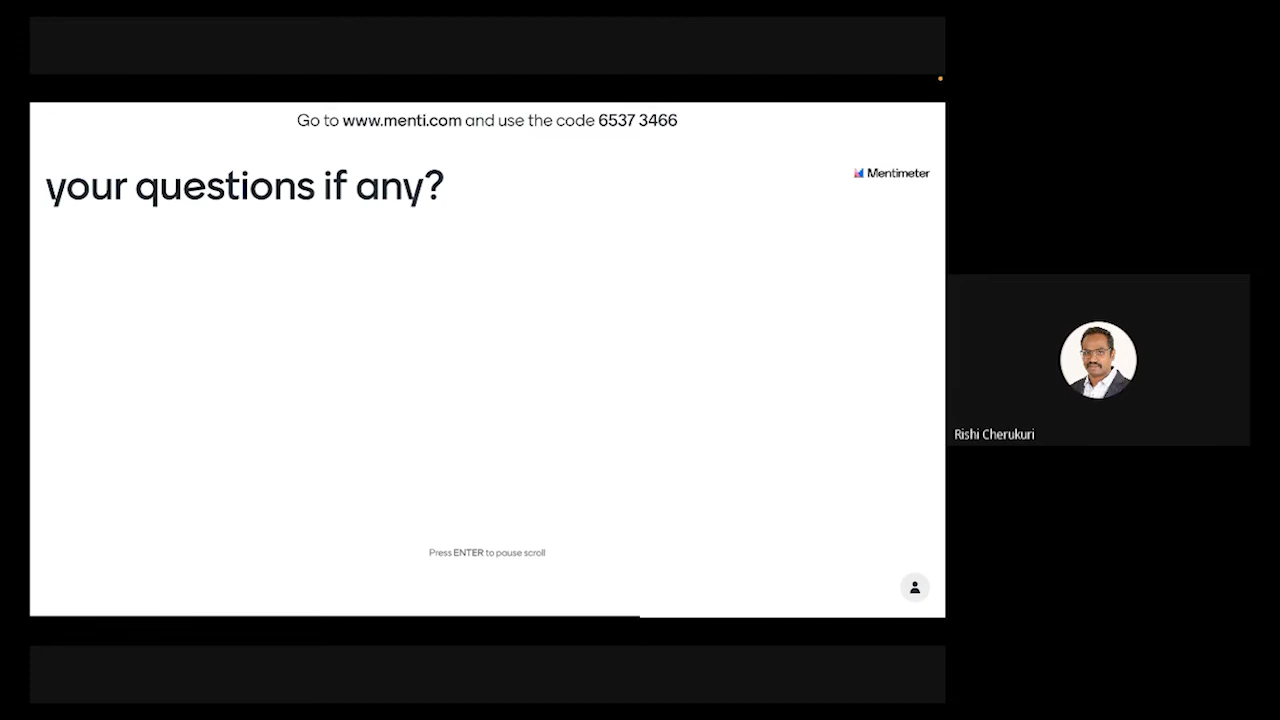 Go to www.menti.com and use the code 6537 3466
your questions if any?
Mentimeter
Rishi Cherukuri
Press ENTER to pause scroll